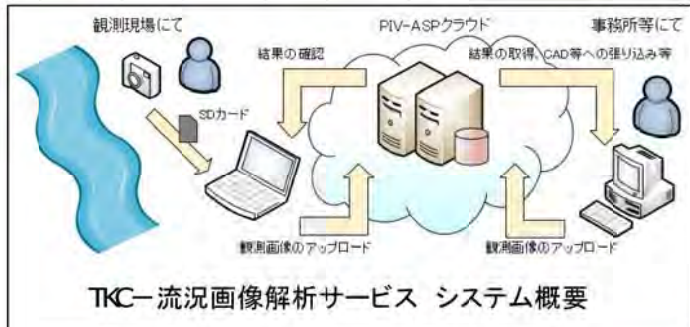 観測現場にて
PIV-ASPクラウド
事務所等にて
結果の確認
結果の取得、CAD等への張り込み等
SDカード
観測画像のアップロード
観測画像のアップロード
TKC－流況画像解析サービス システム概要